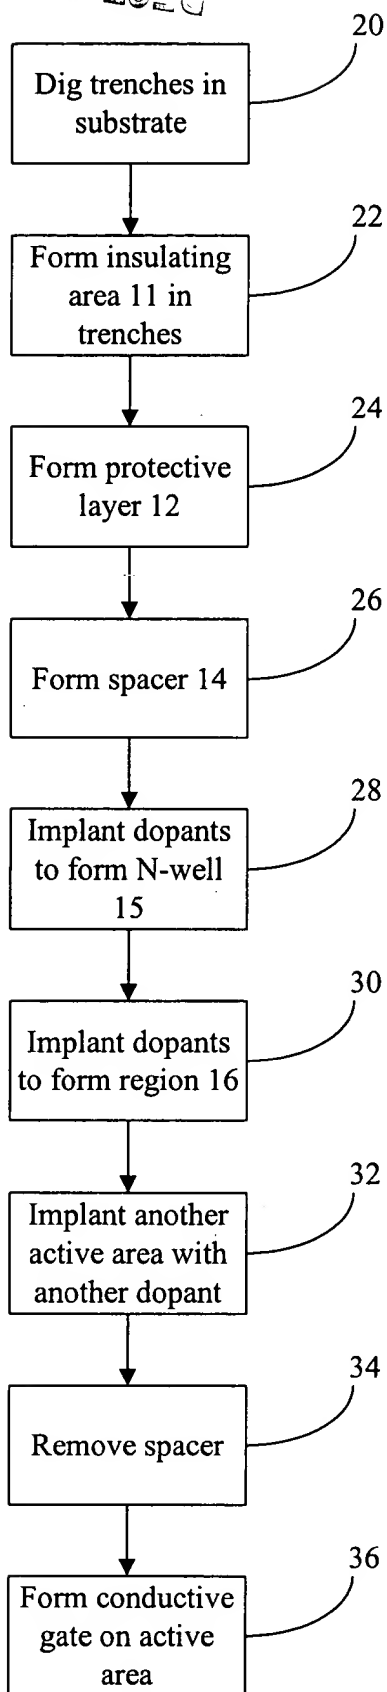 20
Dig trenches in
substrate
22
Form insulating
area 11 in
trenches
24
Form protective
layer 12
26
Form spacer 14
28
Implant dopants
to form N-well
15
30
Implant dopants
to form region 16
32
Implant another
active area with
another dopant
34
Remove spacer
36
Form conductive
gate on active
area